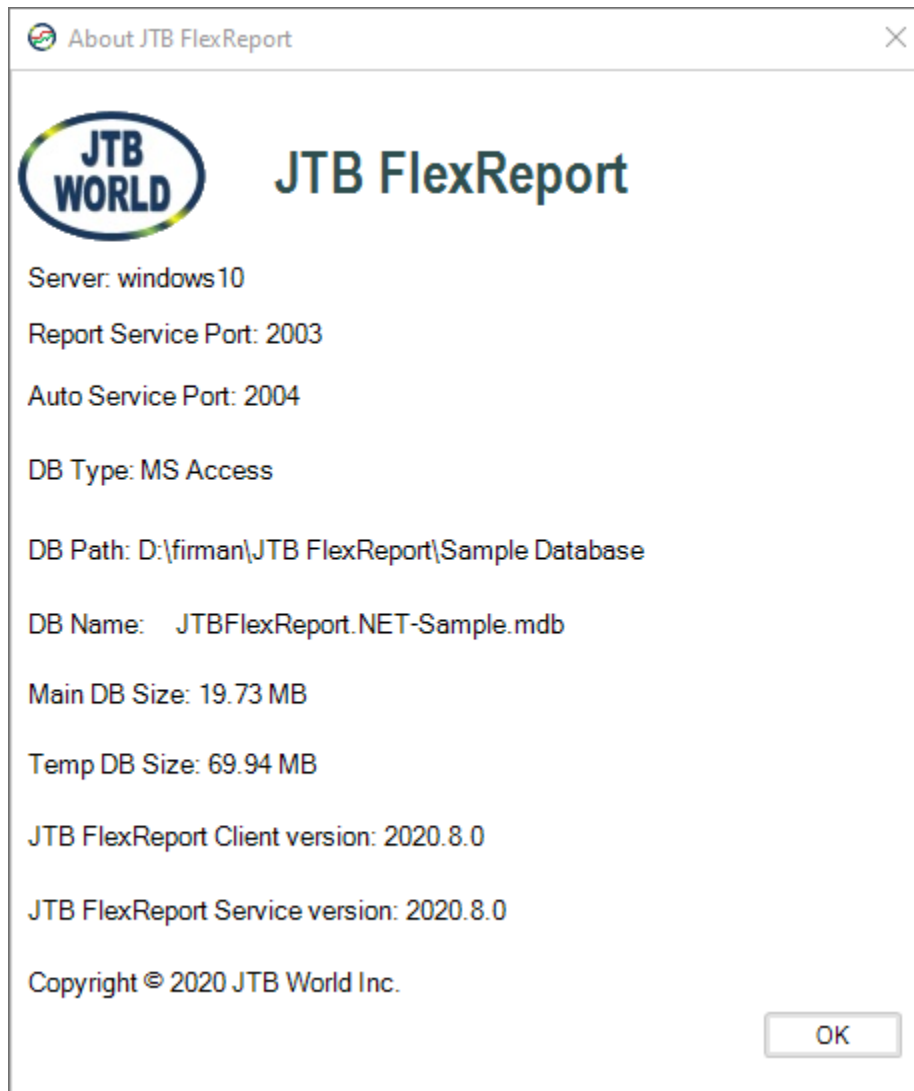 About JTB FlexReport
JTB
WORLD
JTB FlexReport
Server: windows10
Report Service Port: 2003
Auto Service Port: 2004
DB Type: MS Access
DB Path: D:\firman\JTB FlexReport\Sample Database
DB Name: JTBFlexReport.NET-Sample.mdb
Main DB Size: 19.73 MB
Temp DB Size: 69.94 MB
JTB FlexReport Client version: 2020.8.0
JTB FlexReport Service version: 2020.8.0
Copyright © 2020 JTB World Inc.
OK